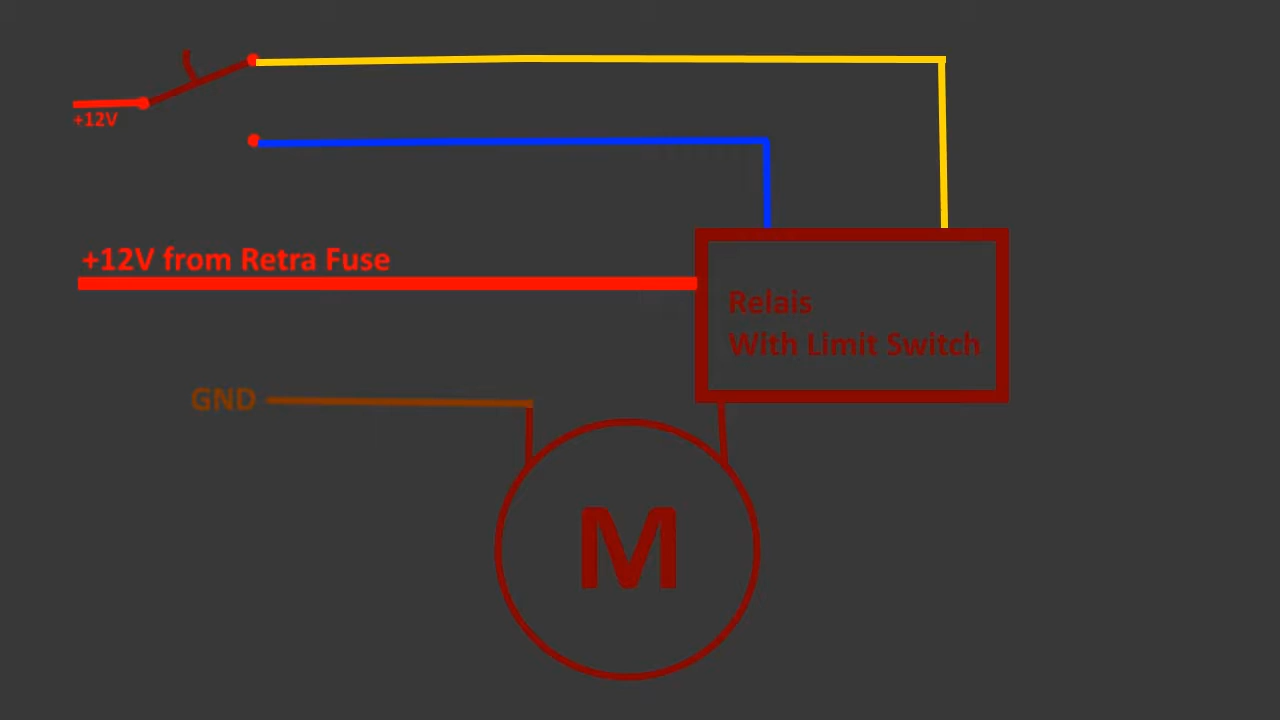 +12V
+12V from Retra Fuse
Relais
With Limit Switch
GND
M